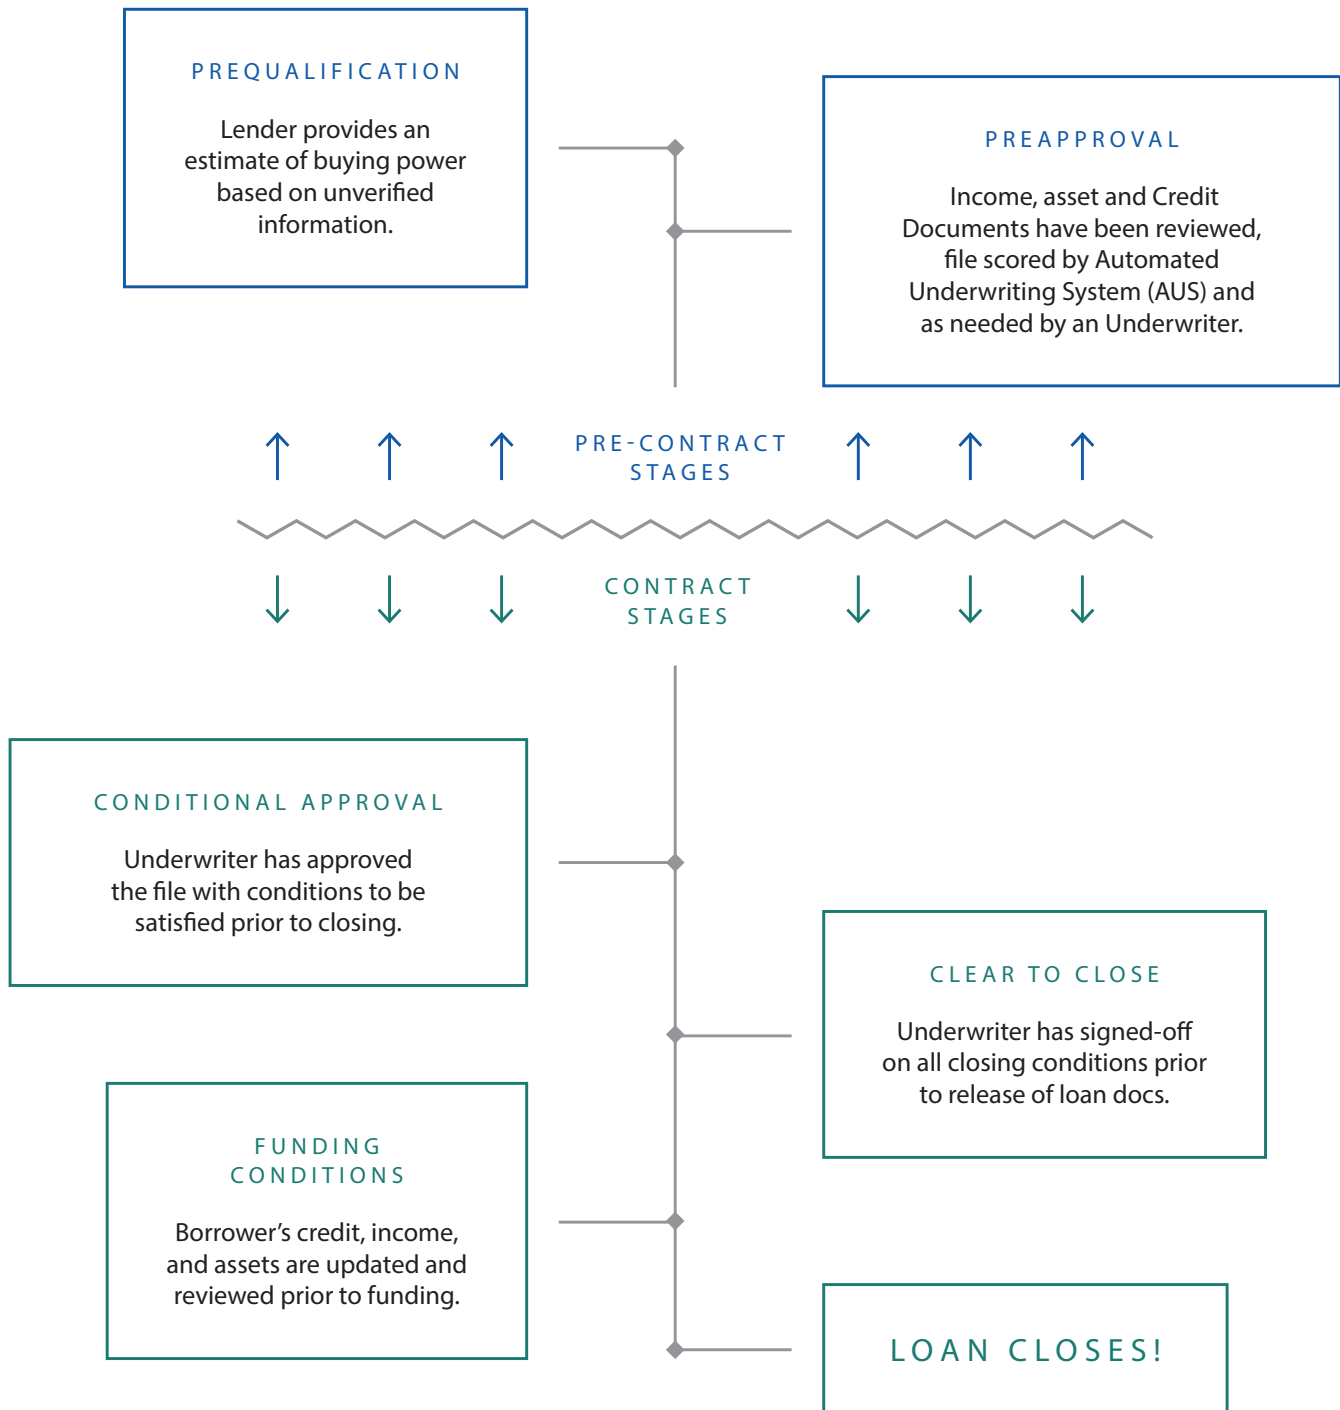 PREQUALIFICATION
Lender provides an
estimate of buying power
based on unverified
information.
PREAPPROVAL
Income, asset and Credit
Documents have been reviewed,
file scored by Automated
Underwriting System (AUS) and
as needed by an Underwriter.
PRE-CONTRACT
STAGES
CONTRACT
STAGES
CONDITIONAL APPROVAL
Underwriter has approved
the file with conditions to be
satisfied prior to closing.
CLEAR TO CLOSE
Underwriter has signed-off
on all closing conditions prior
to release of loan docs.
FUNDING
CONDITIONS
Borrower’s credit, income,
and assets are updated and
reviewed prior to funding.
LOAN CLOSES!